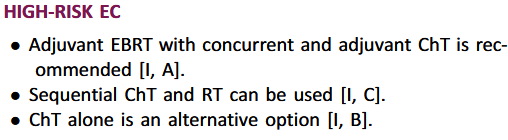 HIGH-RISK EC
● Adjuvant EBRT with concurrent and adjuvant ChT is rec-
ommended [I, A].
● Sequential ChT and RT can be used [I, C].
● ChT alone is an alternative option [I, B].